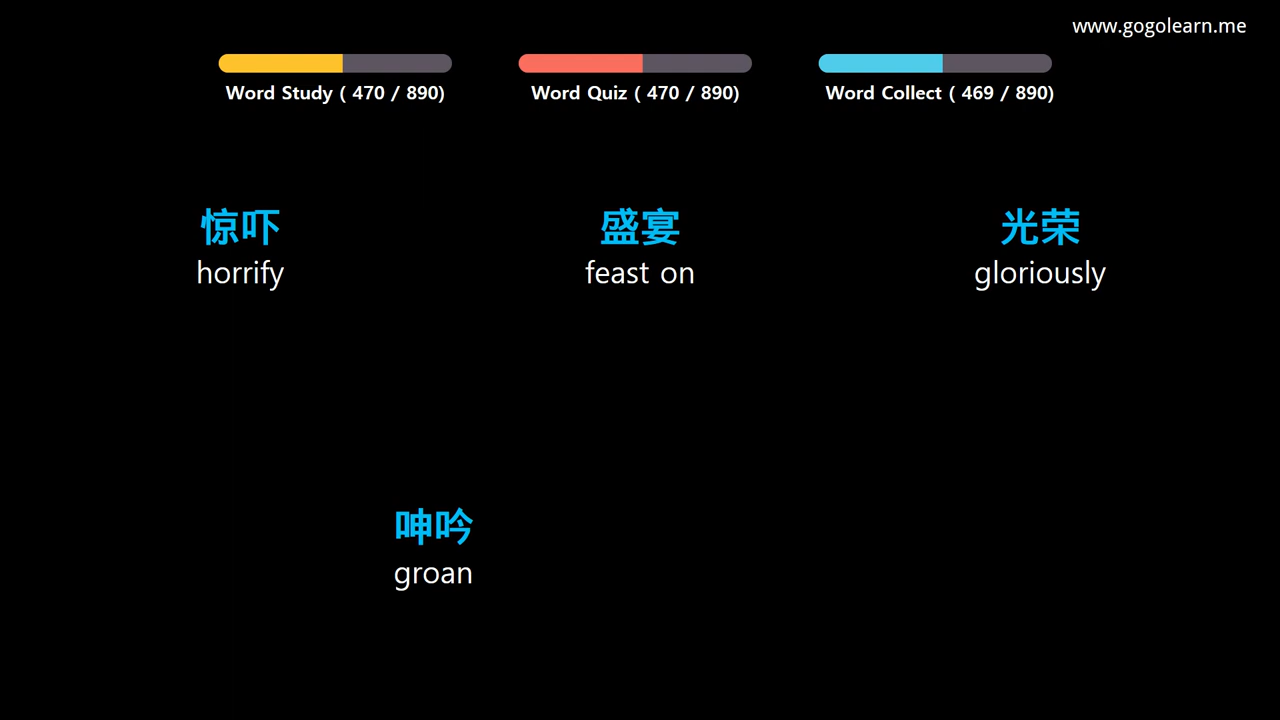 www.gogolearn.me
Word Study ( 470 / 890)
Word Quiz ( 470 / 890)
Word Collect ( 469 / 890)
惊吓
horrify
盛宴
feast on
光荣
gloriously
呻吟
groan